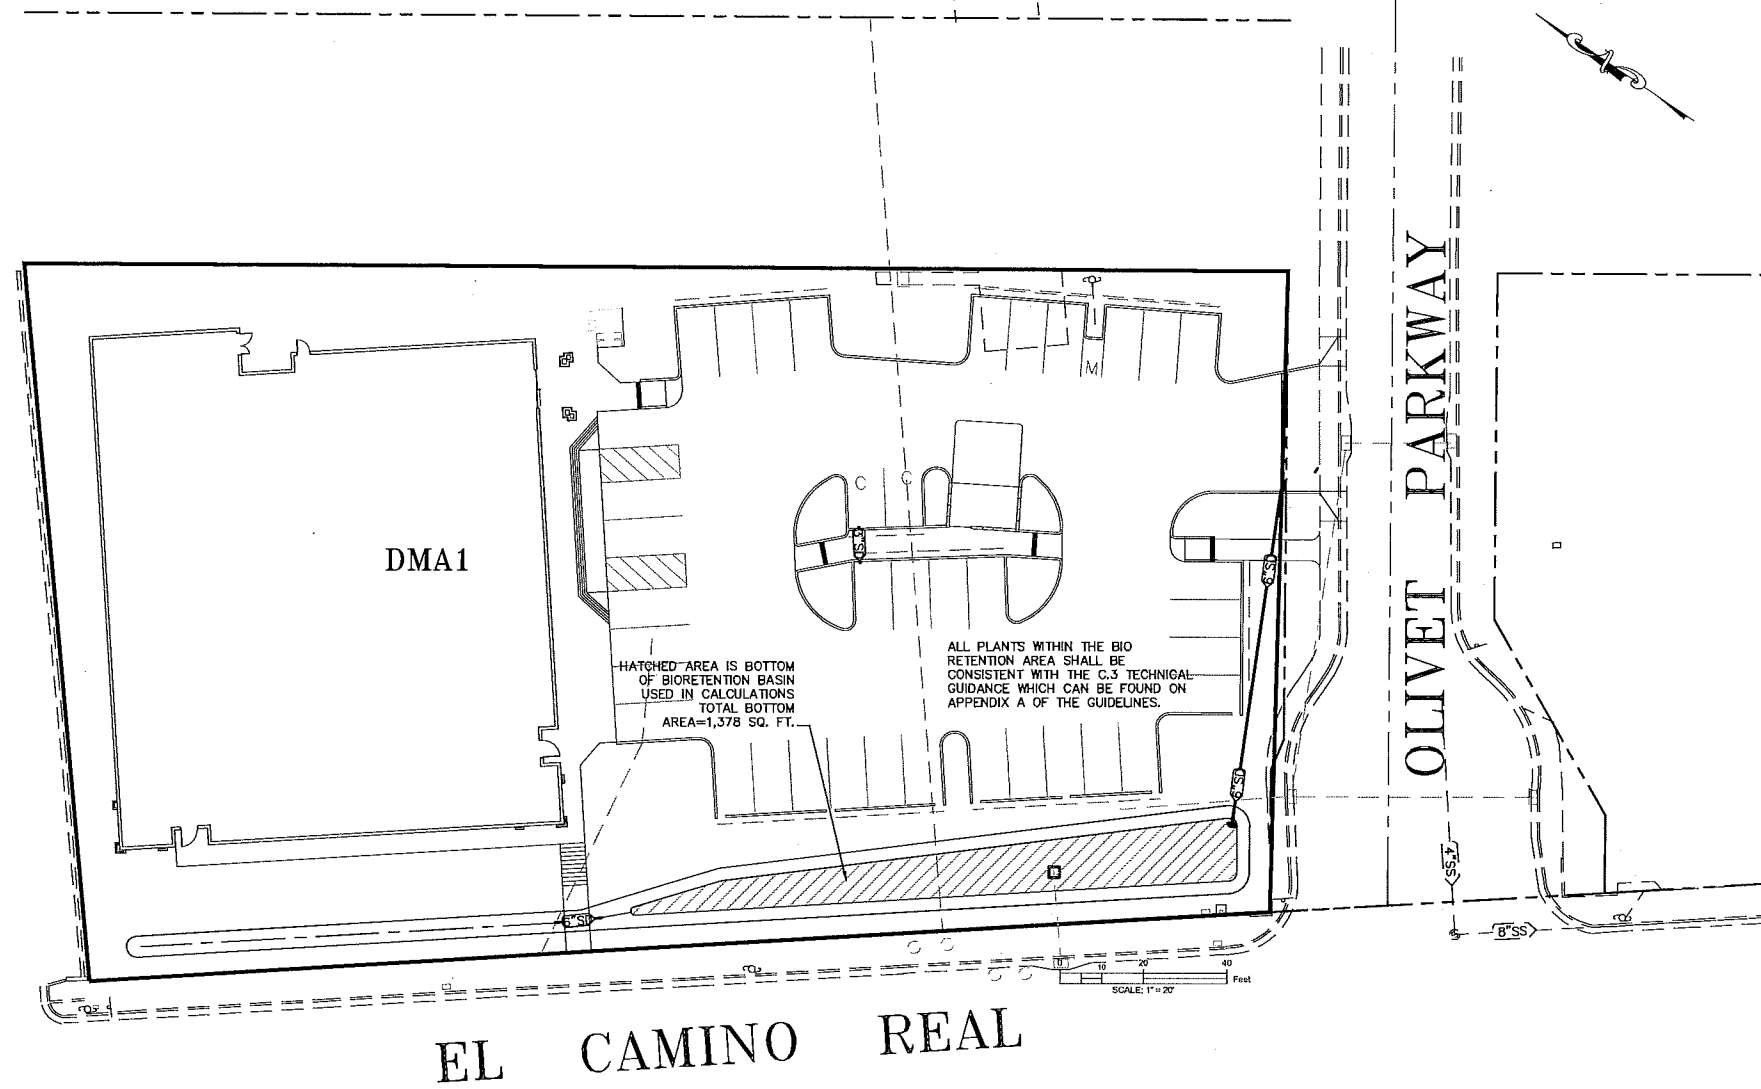 M
C C
6"SD
6"SD
DMA1
OLIVET PARKWAY
HATCHED AREA IS BOTTOM
OF BIORETENTION BASIN
USED IN CALCULATIONS
TOTAL BOTTOM
AREA=1,378 SQ. FT.
ALL PLANTS WITHIN THE BIO
RETENTION AREA SHALL BE
CONSISTENT WITH THE C.3 TECHNICAL
GUIDANCE WHICH CAN BE FOUND ON
APPENDIX A OF THE GUIDELINES.
6"SD
4"SS
6"SD
8"SS
0 10 20 40
Feet
SCALE: 1" = 20'
EL CAMINO REAL